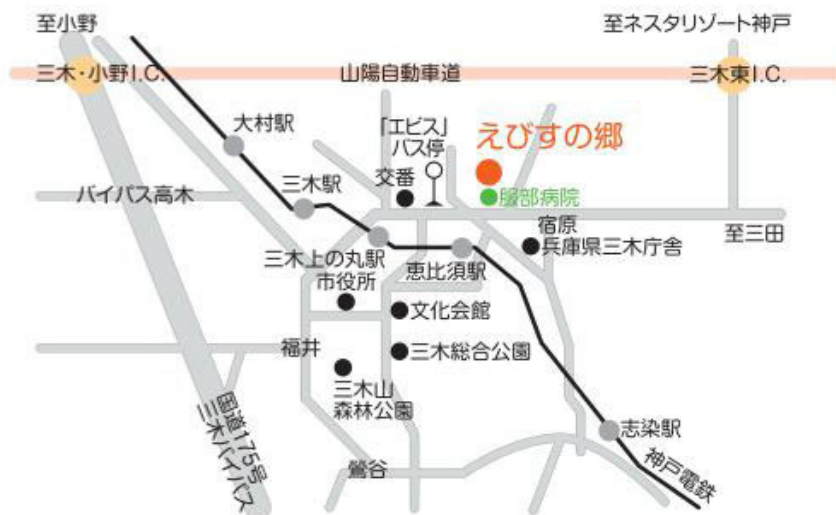 至小野
至ネスタリゾート神戸
三木・小野I.C.
山陽自動車道
三木東I.C.
大村駅
「エビス」
バス停
えびすの郷
三木駅
交番
服部病院
バイパス高木
宿原
至三田
三木上の丸駅
恵比須駅
兵庫県三木庁舎
市役所
文化会館
福井
三木総合公園
三木山
森林公園
国道175号
三木バイパス
志染駅
鶯谷
神戸電鉄